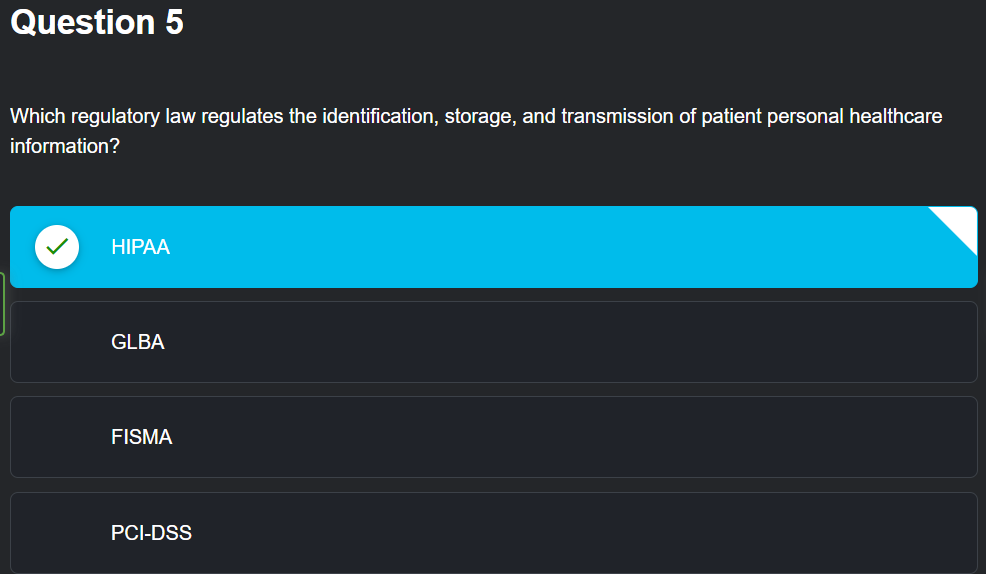 Question 5
Which regulatory law regulates the identification, storage, and transmission of patient personal healthcare
information?
HIPAA
GLBA
FISMA
PCI-DSS